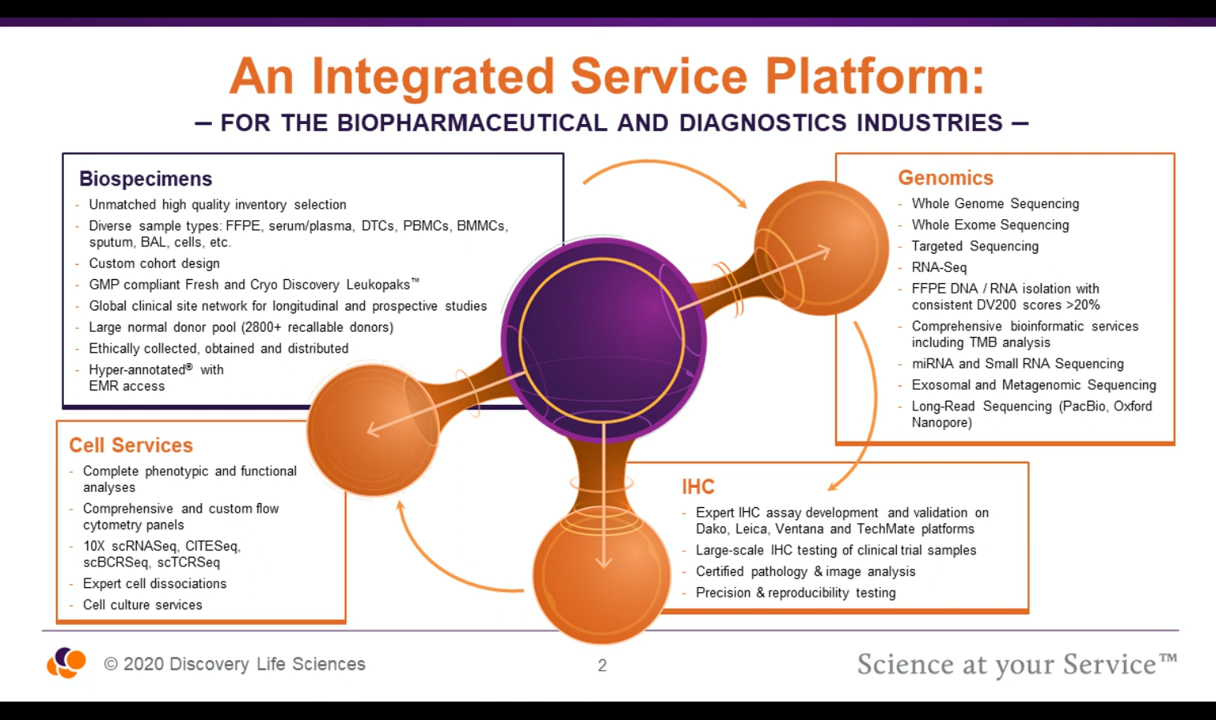 An Integrated Service Platform:
– FOR THE BIOPHARMACEUTICAL AND DIAGNOSTICS INDUSTRIES –
Biospecimens
- Unmatched high quality inventory selection
- Diverse sample types: FFPE, serum/plasma, DTCs, PBMCs, BMMCs,
sputum, BAL, cells, etc.
- Custom cohort design
- GMP compliant Fresh and Cryo Discovery Leukopaks™
- Global clinical site network for longitudinal and prospective studies
- Large normal donor pool (2800+ recallable donors)
- Ethically collected, obtained and distributed
- Hyper-annotated® with
EMR access
Genomics
- Whole Genome Sequencing
- Whole Exome Sequencing
- Targeted Sequencing
- RNA-Seq
- FFPE DNA / RNA isolation with
consistent DV200 scores >20%
- Comprehensive bioinformatic services
including TMB analysis
- miRNA and Small RNA Sequencing
- Exosomal and Metagenomic Sequencing
- Long-Read Sequencing (PacBio, Oxford
Nanopore)
Cell Services
- Complete phenotypic and functional
analyses
- Comprehensive and custom flow
cytometry panels
- 10X scRNASeq, CITESeq,
scBCRSeq, scTCRSeq
- Expert cell dissociations
- Cell culture services
IHC
- Expert IHC assay development and validation on
Dako, Leica, Ventana and TechMate platforms
- Large-scale IHC testing of clinical trial samples
- Certified pathology & image analysis
- Precision & reproducibility testing
© 2020 Discovery Life Sciences
2
Science at your Service™